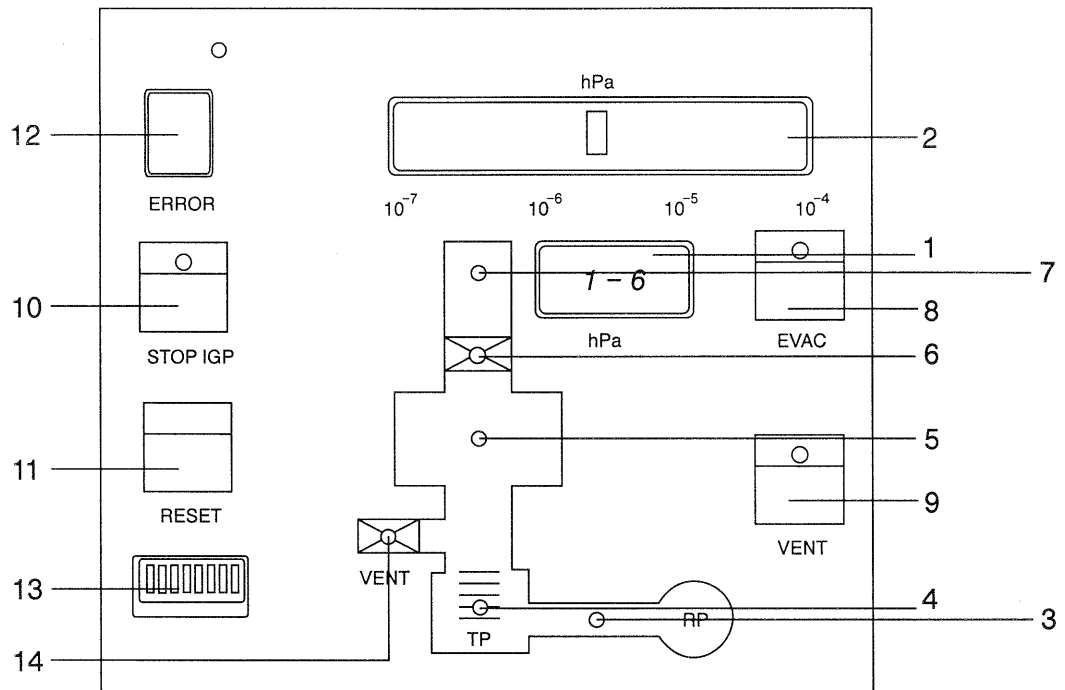 hPa
12
2
ERROR
10⁻⁷ 10⁻⁶ 10⁻⁵ 10⁻⁴
1
1 – 6
7
10
8
hPa
EVAC
STOP IGP
6
5
11
9
RESET
VENT
VENT
13
4
3
RP
TP
14